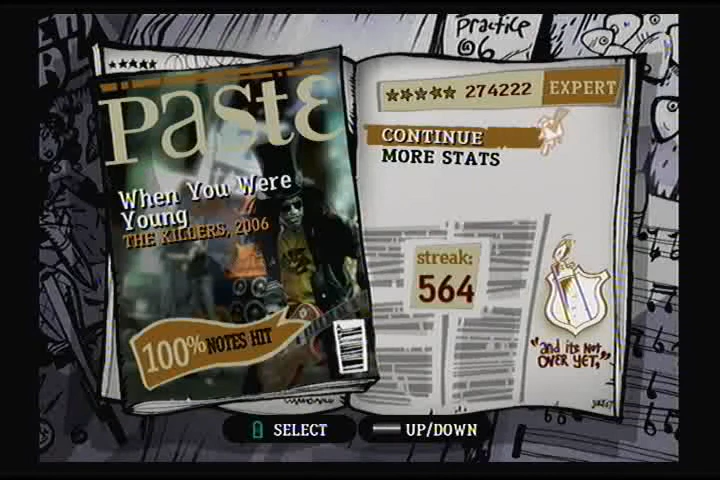 Practice
@6
PASTE
When You Were
Young
THE KILLERS, 2006
100% NOTES HIT
274222 EXPERT
CONTINUE
MORE STATS
streak:
564
"and its Not
OVER YET,"
SELECT UP/DOWN